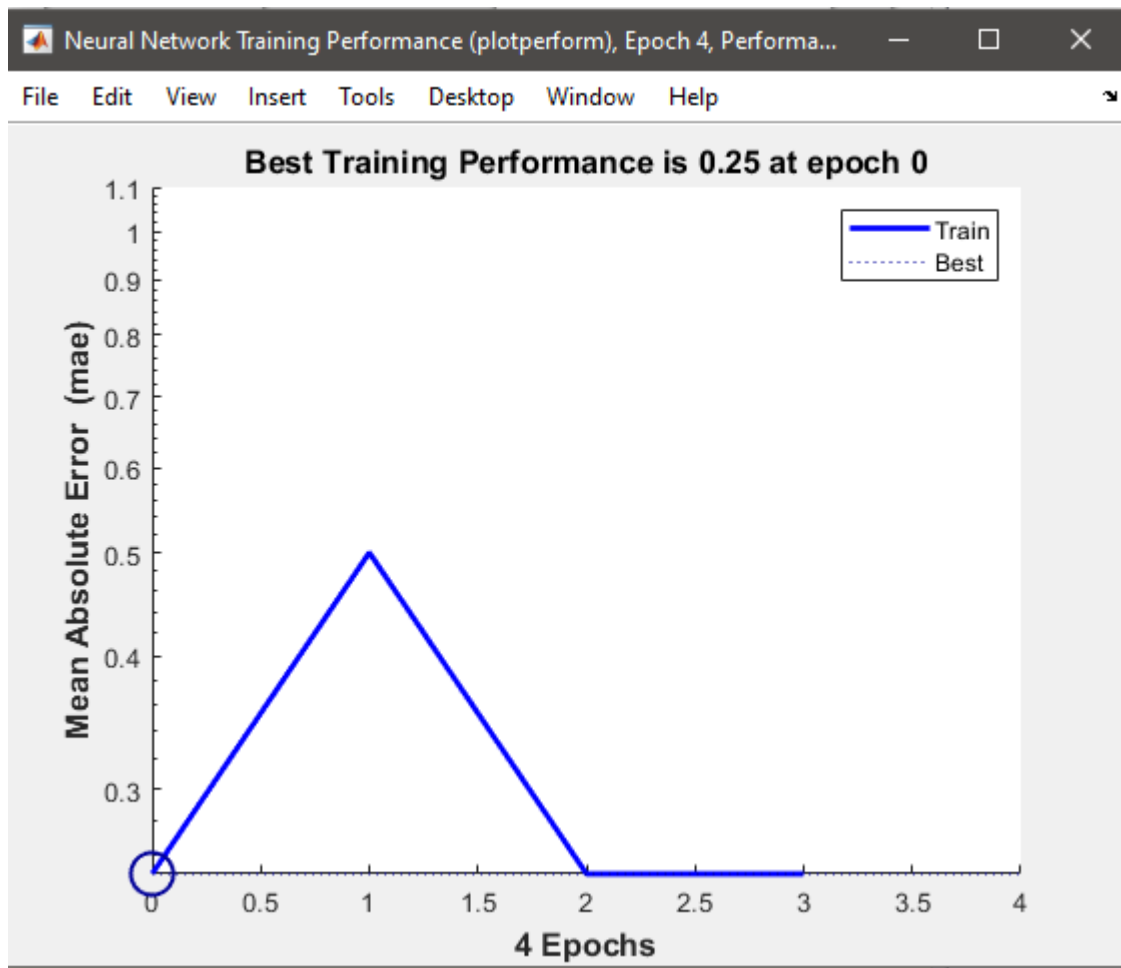 Neural Network Training Performance (plotperform), Epoch 4, Performa...
File Edit View Insert Tools Desktop Window Help
Best Training Performance is 0.25 at epoch 0
1.1
1
0.9
0.8
0.7
0.6
0.5
0.4
0.3
Mean Absolute Error (mae)
Train
Best
0 0.5 1 1.5 2 2.5 3 3.5 4
4 Epochs